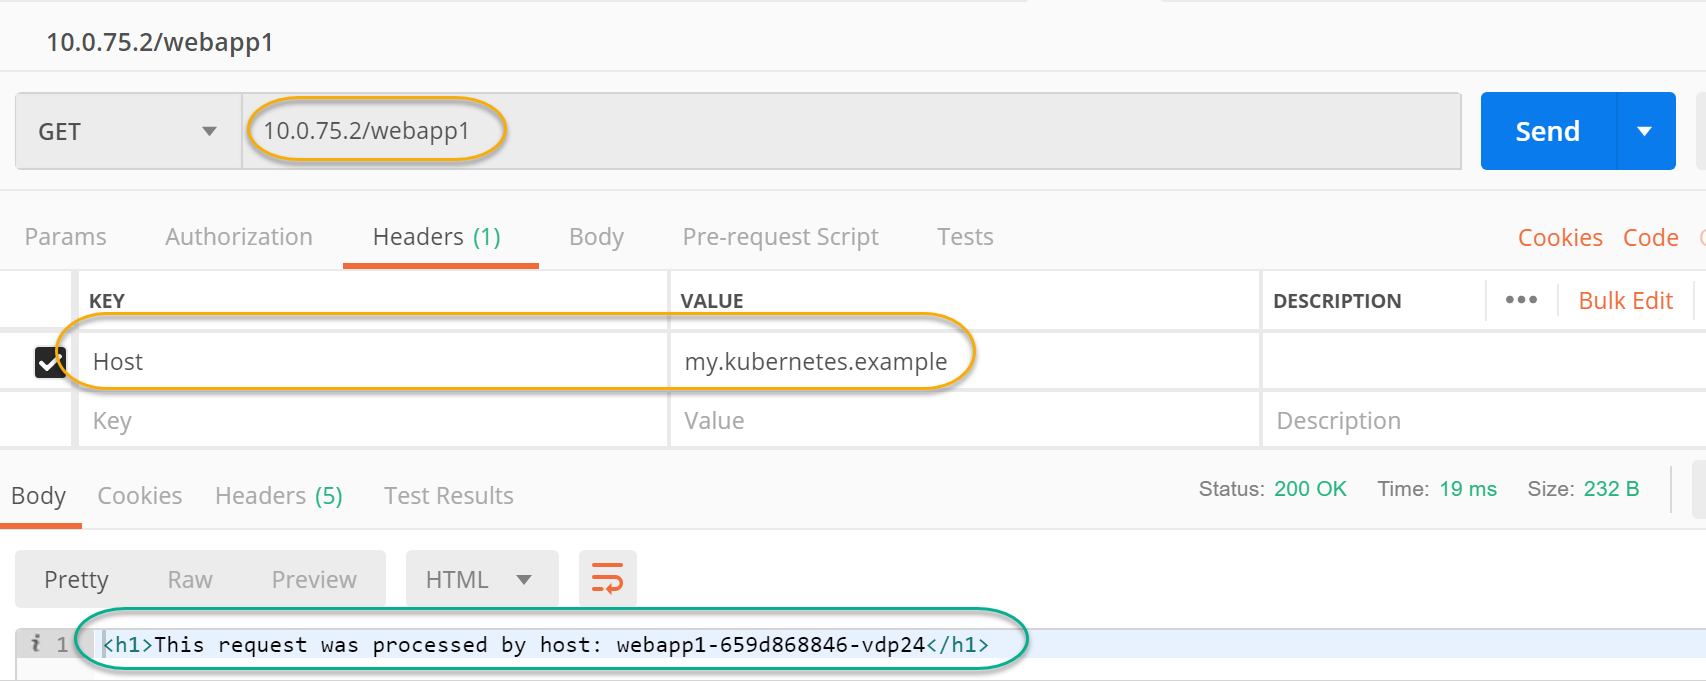 10.0.75.2/webapp1
GET 10.0.75.2/webapp1 Send
Params Authorization Headers (1) Body Pre-request Script Tests Cookies Code
KEY VALUE DESCRIPTION ••• Bulk Edit
Host my.kubernetes.example
Key Value Description
Body Cookies Headers (5) Test Results Status: 200 OK Time: 19 ms Size: 232 B
Pretty Raw Preview HTML
i 1 <h1>This request was processed by host: webapp1-659d868846-vdp24</h1>